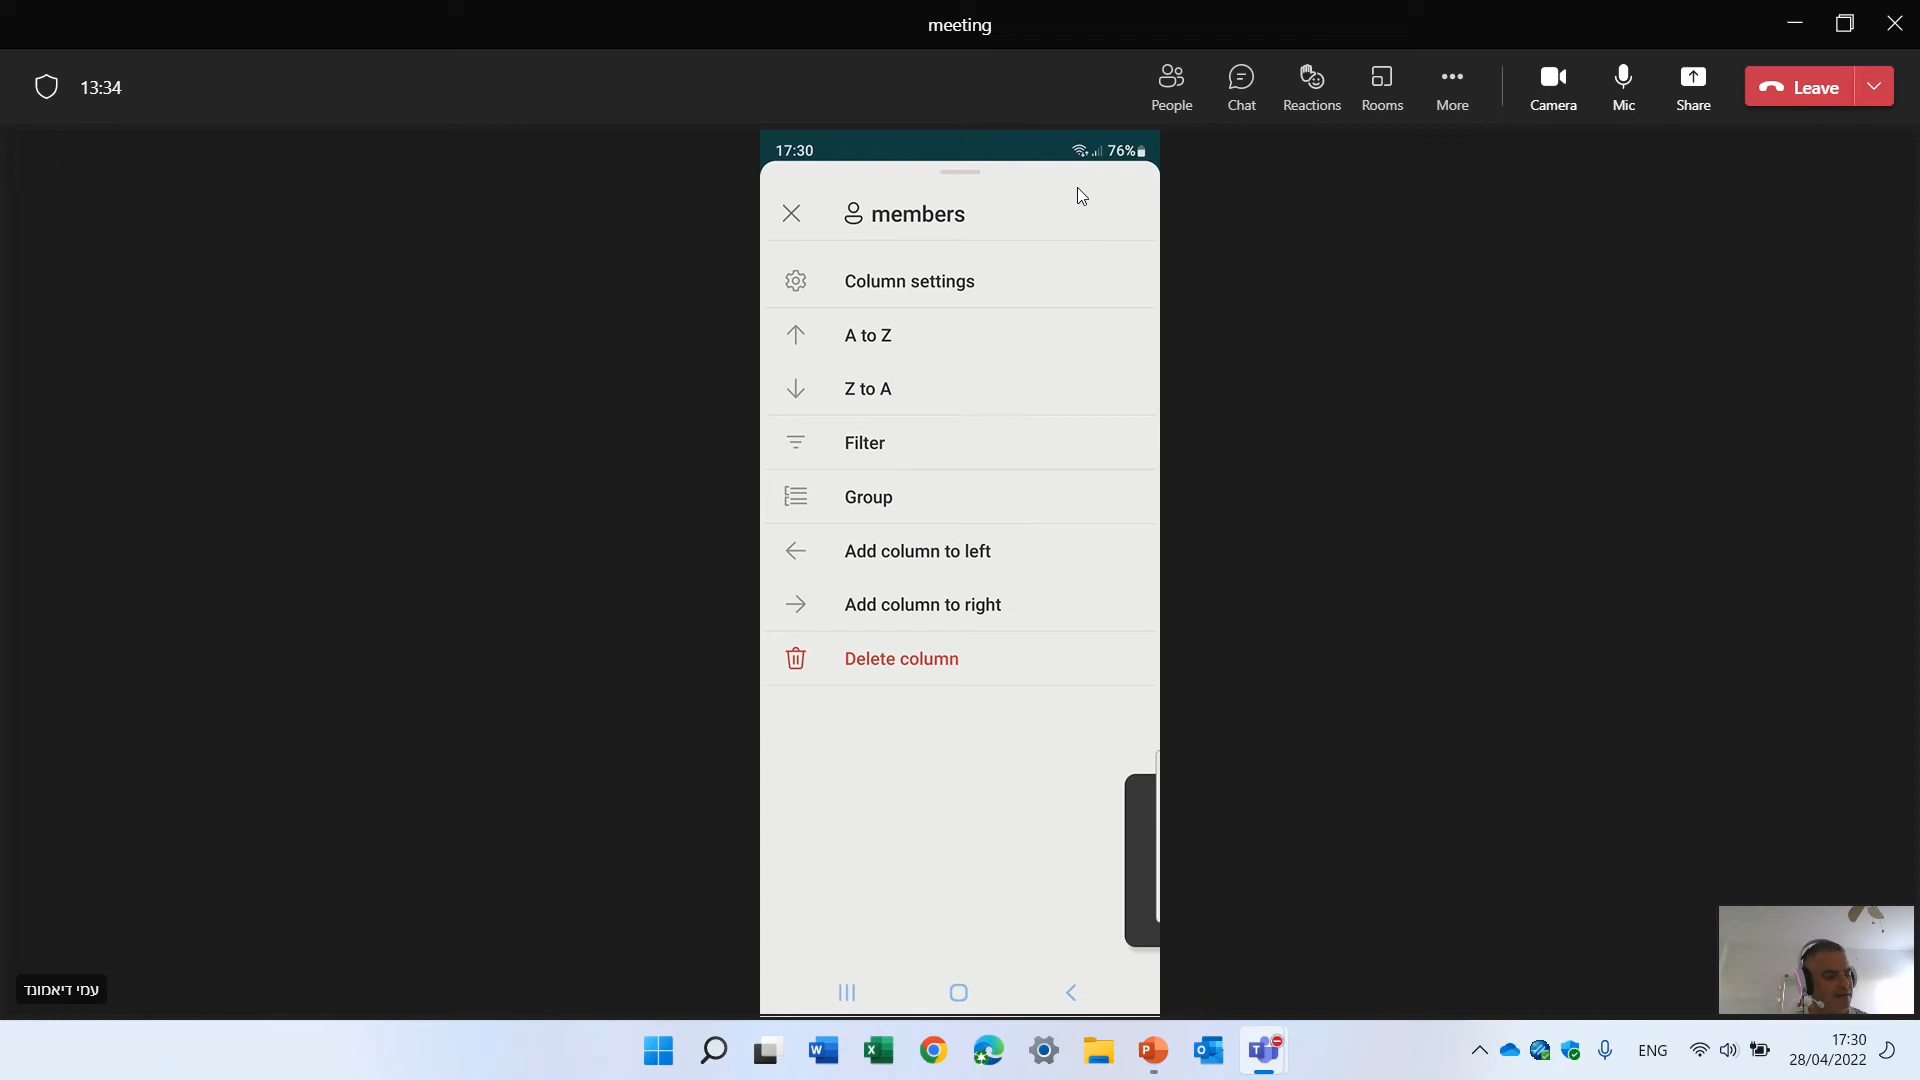 meeting
13:34
People
Chat
Reactions
Rooms
More
Camera
Mic
Share
Leave
17:30
76%
members
Column settings
A to Z
Z to A
Filter
Group
Add column to left
Add column to right
Delete column
עמי דיאמונד
ENG
17:30
28/04/2022